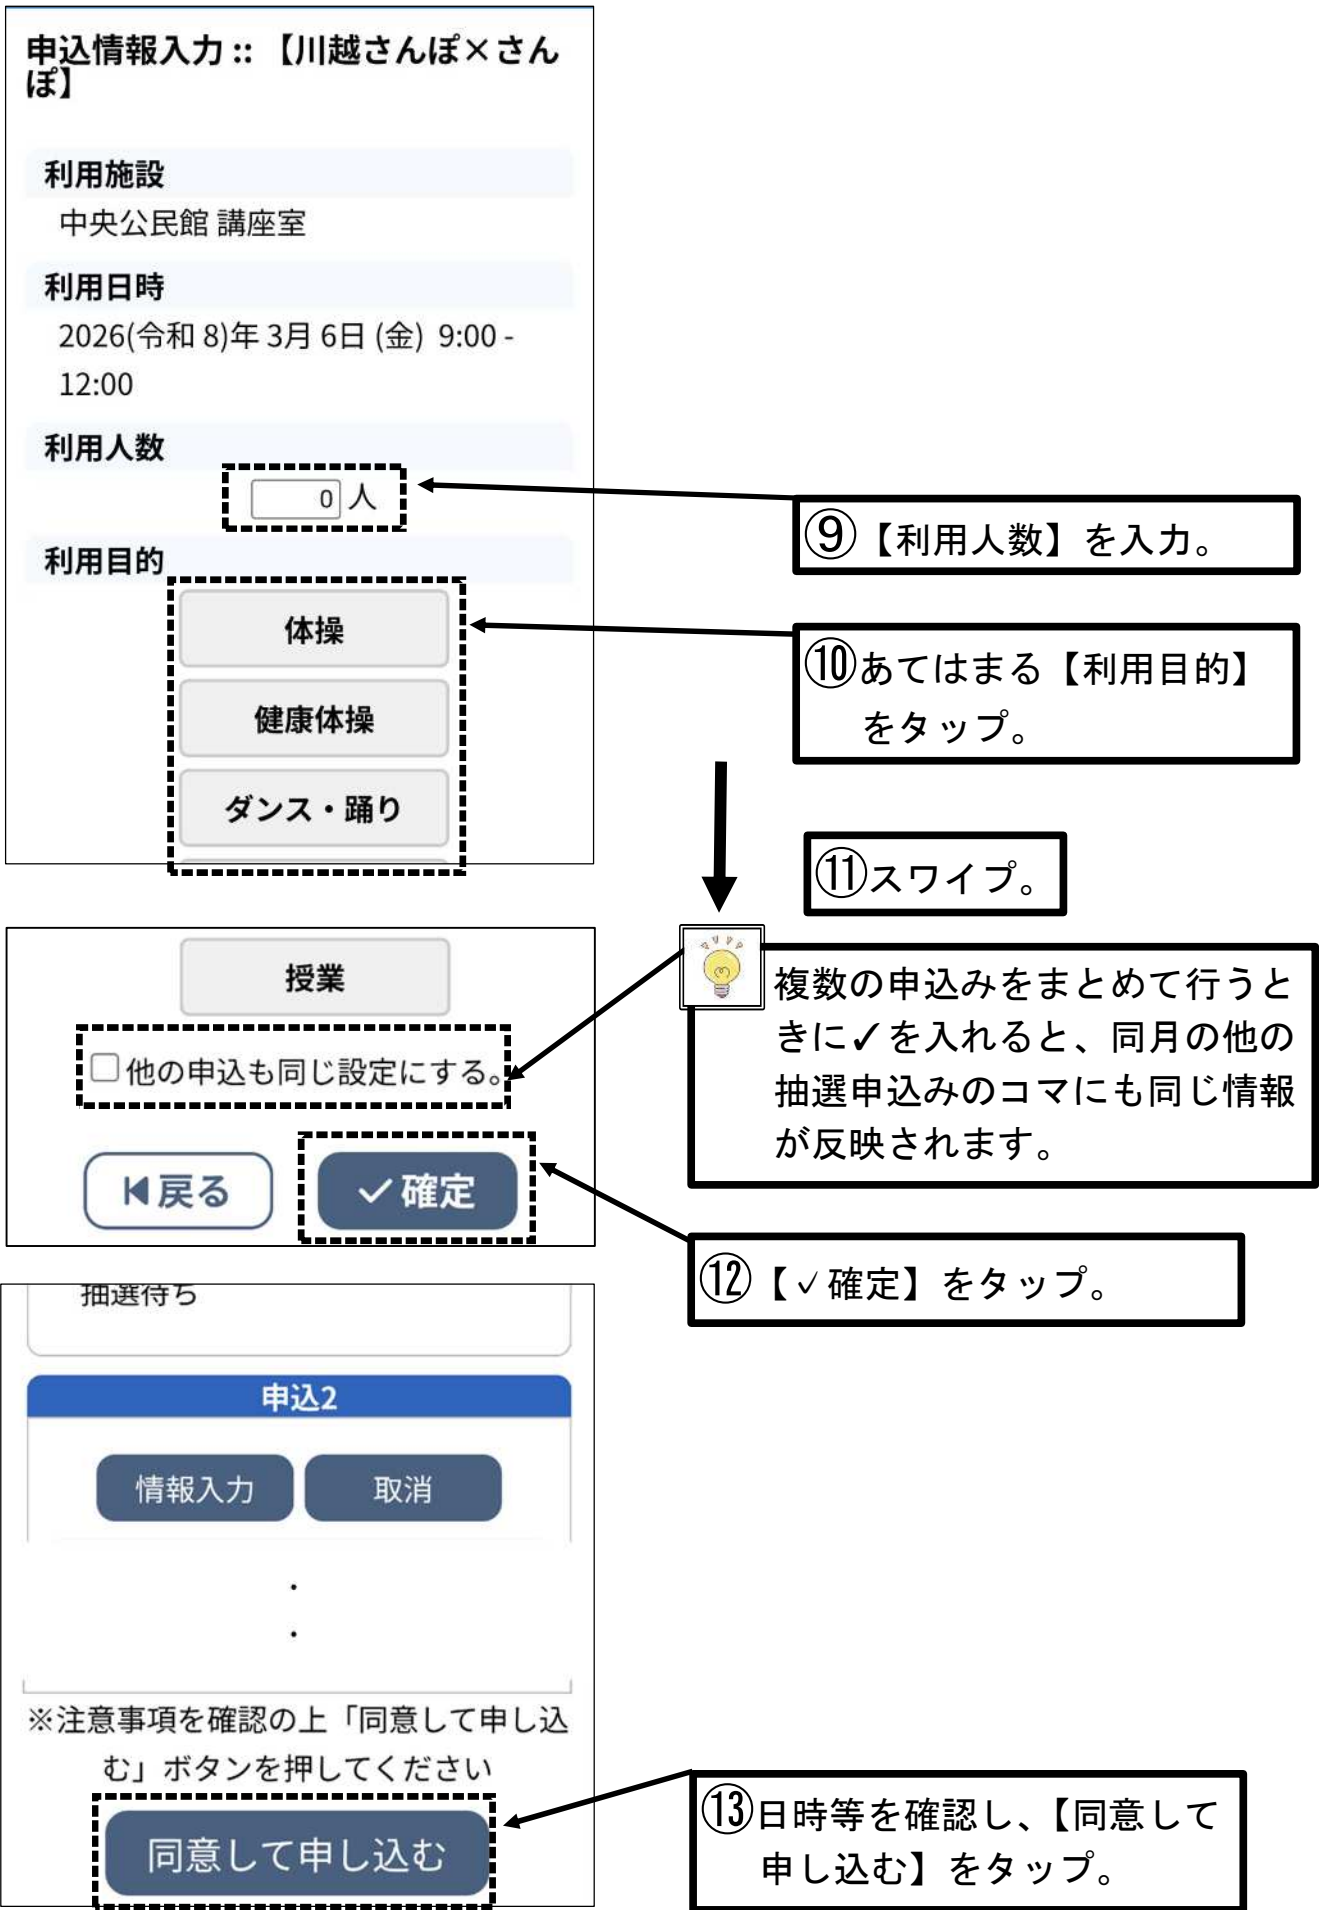 申込情報入力 :: 【川越さんぽ×さん
ぽ】
利用施設
中央公民館 講座室
利用日時
2026(令和 8)年 3月 6日 (金) 9:00 -
12:00
利用人数
0 人
⑨【利用人数】を入力。
利用目的
体操
健康体操
ダンス・踊り
⑩あてはまる【利用目的】
をタップ。
⑪スワイプ。
授業
□他の申込も同じ設定にする。
複数の申込みをまとめて行うと
きに✓を入れると、同月の他の
抽選申込みのコマにも同じ情報
が反映されます。
戻る
✓確定
⑫【✓確定】をタップ。
抽選待ち
申込2
情報入力
取消
・
・
※注意事項を確認の上「同意して申し込
む」ボタンを押してください
同意して申し込む
⑬日時等を確認し、【同意して
申し込む】をタップ。